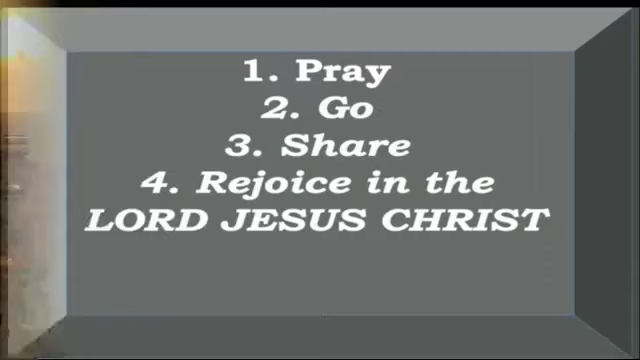 1. Pray
2. Go
3. Share
4. Rejoice in the
LORD JESUS CHRIST